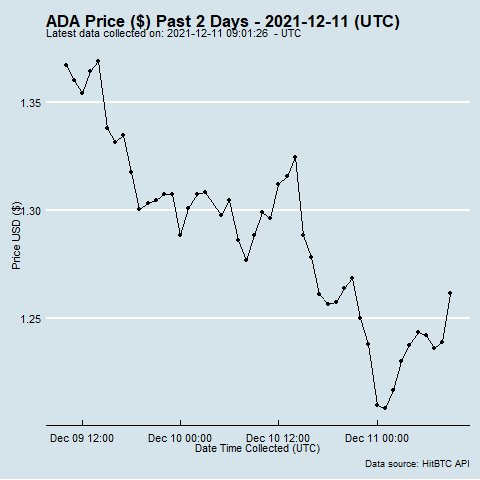 ADA Price ($) Past 2 Days - 2021-12-11 (UTC)
Latest data collected on: 2021-12-11 09:01:26 - UTC
Price USD ($)
1.35
1.30
1.25
Dec 09 12:00
Dec 10 00:00
Dec 10 12:00
Dec 11 00:00
Date Time Collected (UTC)
Data source: HitBTC API